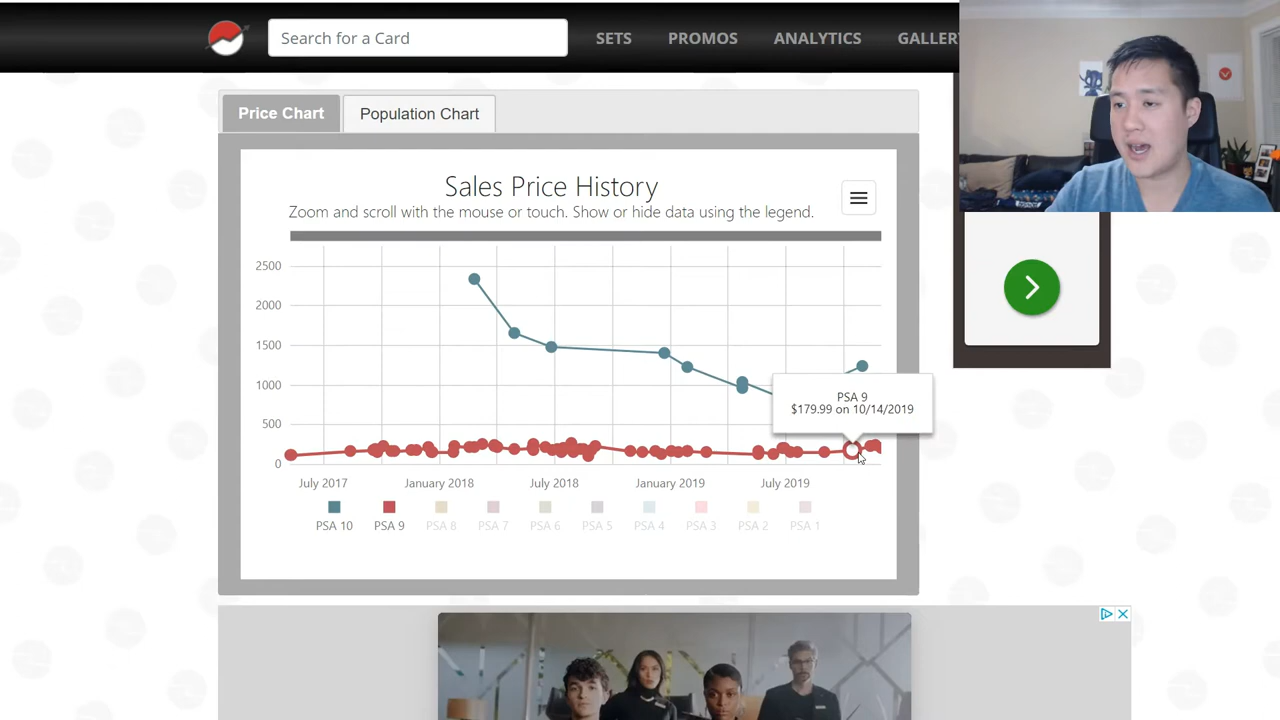 Search for a Card
SETS
PROMOS
ANALYTICS
GALLER
Price Chart
Population Chart
Sales Price History
Zoom and scroll with the mouse or touch. Show or hide data using the legend.
2500
2000
1500
1000
500
0
PSA 9
$179.99 on 10/14/2019
July 2017
January 2018
July 2018
January 2019
July 2019
PSA 10
PSA 9
PSA 8
PSA 7
PSA 6
PSA 5
PSA 4
PSA 3
PSA 2
PSA 1